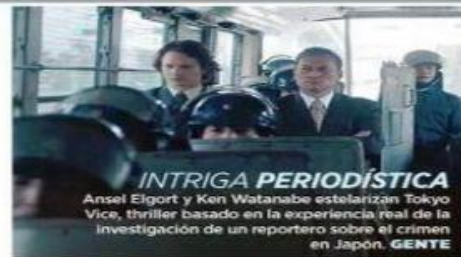 INTRIGA PERIODÍSTICA
Ansel Elgort y Ken Watanabe estelarizan Tokyo
Vice, thriller basado en la experiencia real de la
investigación de un reportero sobre el crimen
en Japón. GENTE